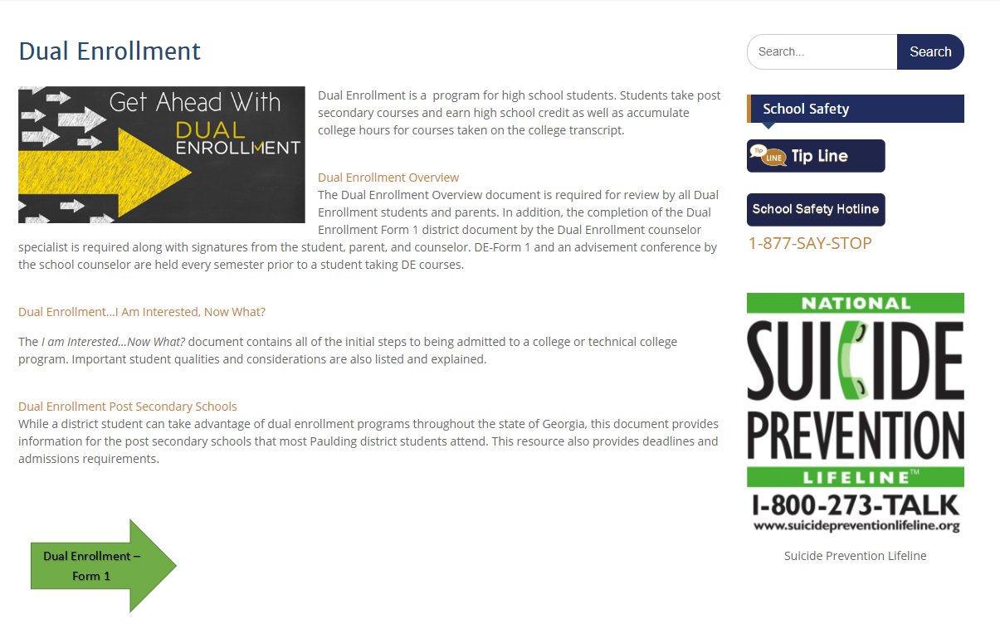 Dual Enrollment
Get Ahead With
DUAL
ENROLLMENT
Dual Enrollment is a  program for high school students. Students take post
secondary courses and earn high school credit as well as accumulate
college hours for courses taken on the college transcript.
Dual Enrollment Overview
The Dual Enrollment Overview document is required for review by all Dual
Enrollment students and parents. In addition, the completion of the Dual
Enrollment Form 1 district document by the Dual Enrollment counselor
specialist is required along with signatures from the student, parent, and counselor. DE-Form 1 and an advisement conference by
the school counselor are held every semester prior to a student taking DE courses.
Dual Enrollment…I Am Interested, Now What?
The I am Interested…Now What? document contains all of the initial steps to being admitted to a college or technical college
program. Important student qualities and considerations are also listed and explained.
Dual Enrollment Post Secondary Schools
While a district student can take advantage of dual enrollment programs throughout the state of Georgia, this document provides
information for the post secondary schools that most Paulding district students attend. This resource also provides deadlines and
admissions requirements.
Dual Enrollment –
Form 1
Search...
Search
School Safety
Tip
LINE
Tip Line
School Safety Hotline
1-877-SAY-STOP
NATIONAL
SUICIDE
PREVENTION
LIFELINE™
1-800-273-TALK
www.suicidepreventionlifeline.org
Suicide Prevention Lifeline